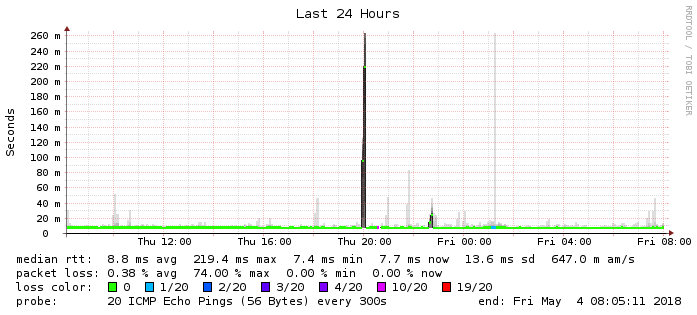 Last 24 Hours
RRDTOOL / TOBI OETIKER
Seconds
260 m
240 m
220 m
200 m
180 m
160 m
140 m
120 m
100 m
80 m
60 m
40 m
20 m
0
Thu 12:00 Thu 16:00 Thu 20:00 Fri 00:00 Fri 04:00 Fri 08:00
median rtt: 8.8 ms avg 219.4 ms max 7.4 ms min 7.7 ms now 13.6 ms sd 647.0 m am/s
packet loss: 0.38 % avg 74.00 % max 0.00 % min 0.00 % now
loss color: 0 1/20 2/20 3/20 4/20 10/20 19/20
probe: 20 ICMP Echo Pings (56 Bytes) every 300s end: Fri May 4 08:05:11 2018